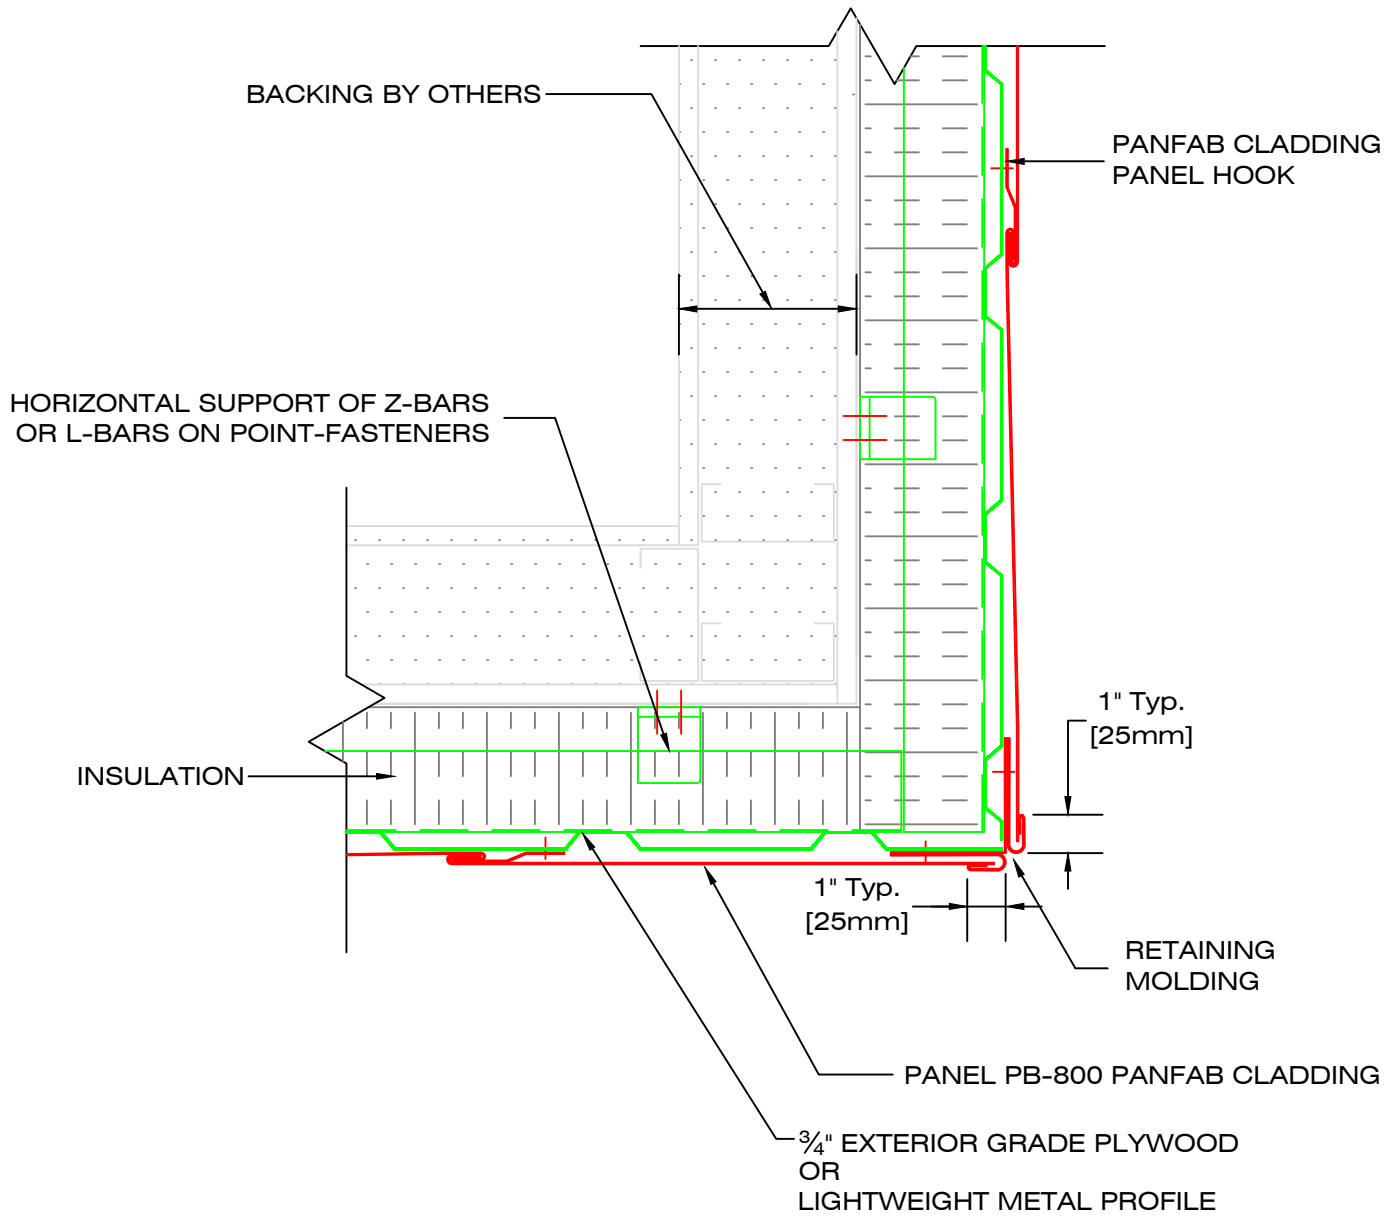 BACKING BY OTHERS
PANFAB CLADDING
PANEL HOOK
HORIZONTAL SUPPORT OF Z-BARS
OR L-BARS ON POINT-FASTENERS
1" Typ.
[25mm]
INSULATION
1" Typ.
[25mm]
RETAINING
MOLDING
PANEL PB-800 PANFAB CLADDING
¾" EXTERIOR GRADE PLYWOOD
OR
LIGHTWEIGHT METAL PROFILE